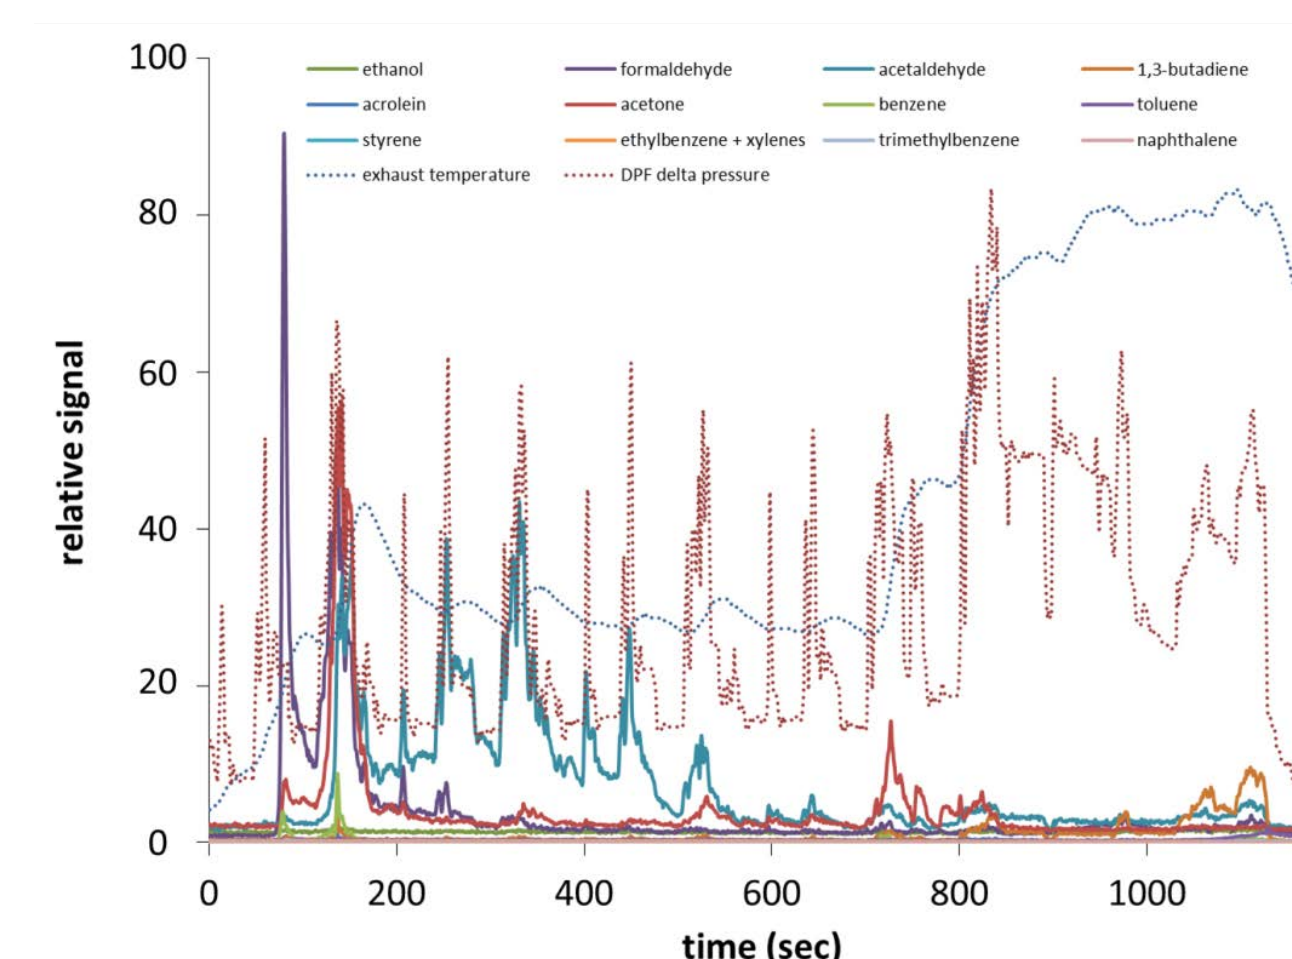 100
ethanol formaldehyde acetaldehyde 1,3-butadiene
acrolein acetone benzene toluene
styrene ethylbenzene + xylenes trimethylbenzene naphthalene
exhaust temperature DPF delta pressure
80
60
relative signal
40
20
0
0 200 400 600 800 1000
time (sec)